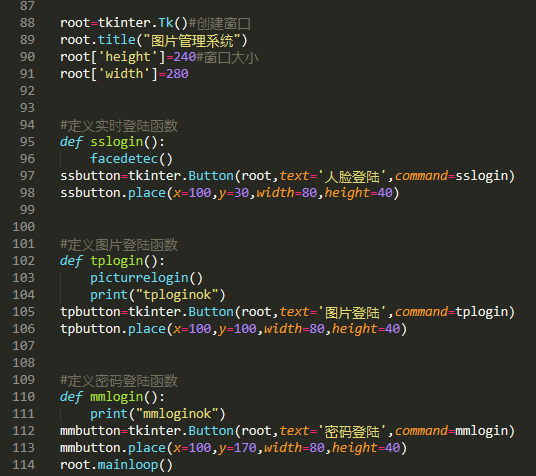 87
88 root=tkinter.Tk()#创建窗口
89 root.title("图片管理系统")
90 root['height']=240#窗口大小
91 root['width']=280
92
93
94 #定义实时登陆函数
95 def sslogin():
96     facedetec()
97 ssbutton=tkinter.Button(root,text='人脸登陆',command=sslogin)
98 ssbutton.place(x=100,y=30,width=80,height=40)
99
100
101 #定义图片登陆函数
102 def tplogin():
103     picturrelogin()
104     print("tploginok")
105 tpbutton=tkinter.Button(root,text='图片登陆',command=tplogin)
106 tpbutton.place(x=100,y=100,width=80,height=40)
107
108
109 #定义密码登陆函数
110 def mmlogin():
111     print("mmloginok")
112 mmbutton=tkinter.Button(root,text='密码登陆',command=mmlogin)
113 mmbutton.place(x=100,y=170,width=80,height=40)
114 root.mainloop()